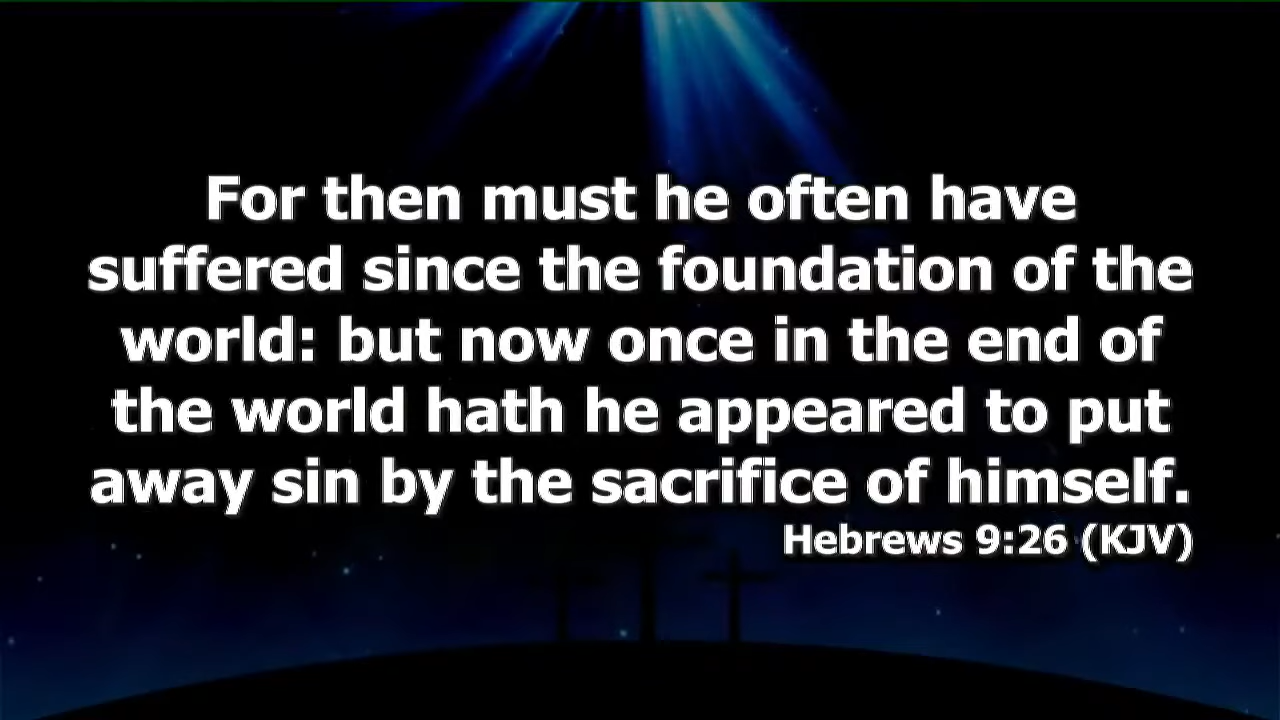 For then must he often have
suffered since the foundation of the
world: but now once in the end of
the world hath he appeared to put
away sin by the sacrifice of himself.
Hebrews 9:26 (KJV)